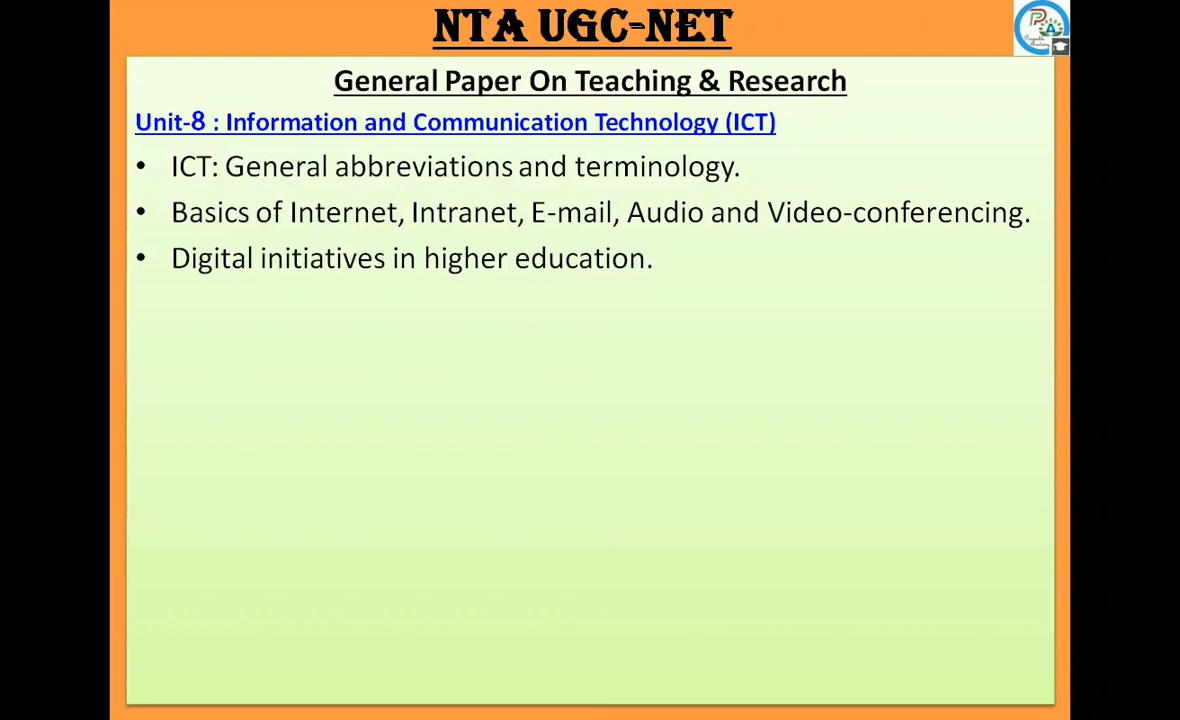 NTA UGC-NET
General Paper On Teaching & Research
Unit-8 : Information and Communication Technology (ICT)
• ICT: General abbreviations and terminology.
• Basics of Internet, Intranet, E-mail, Audio and Video-conferencing.
• Digital initiatives in higher education.